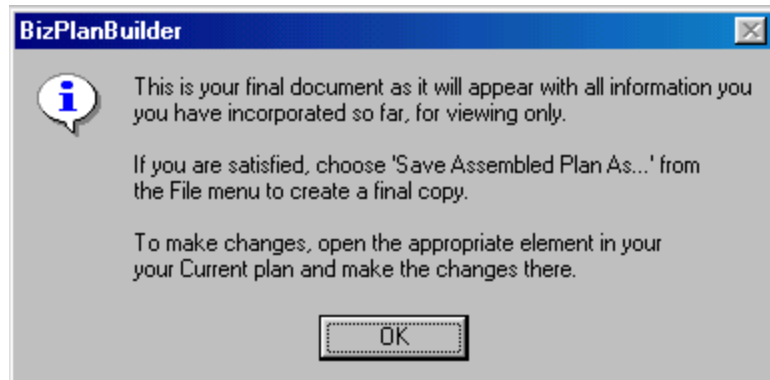 BizPlanBuilder
This is your final document as it will appear with all information you
you have incorporated so far, for viewing only.
If you are satisfied, choose 'Save Assembled Plan As...' from
the File menu to create a final copy.
To make changes, open the appropriate element in your
your Current plan and make the changes there.
OK